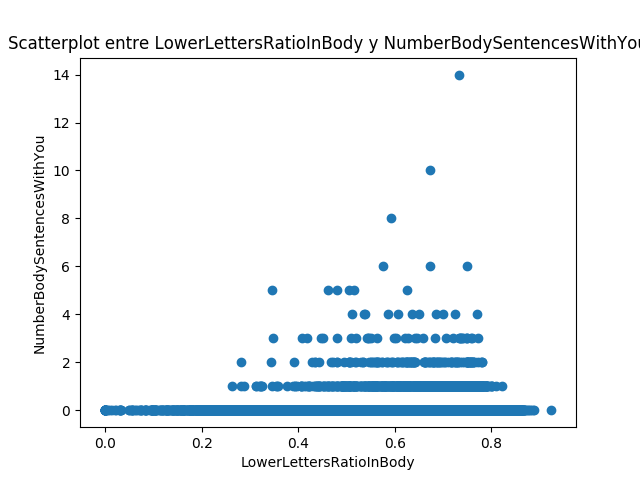 Scatterplot entre LowerLettersRatioInBody y NumberBodySentencesWithYou
14
12
10
8
6
4
2
0
NumberBodySentencesWithYou
0.0 0.2 0.4 0.6 0.8
LowerLettersRatioInBody